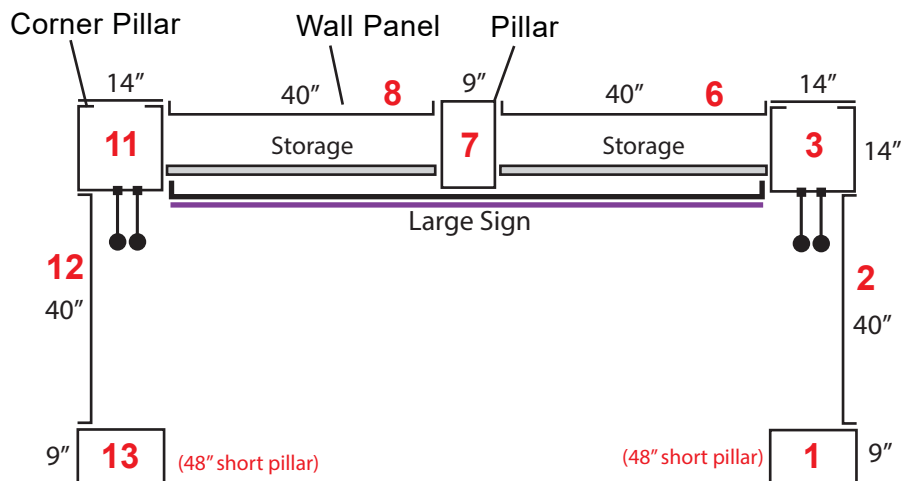 Corner Pillar Wall Panel Pillar
14” 40” 8 9” 40” 6 14”
11 Storage 7 Storage 3 14”
Large Sign
12 2
40” 40”
9” 13 (48” short pillar) (48” short pillar) 1 9”